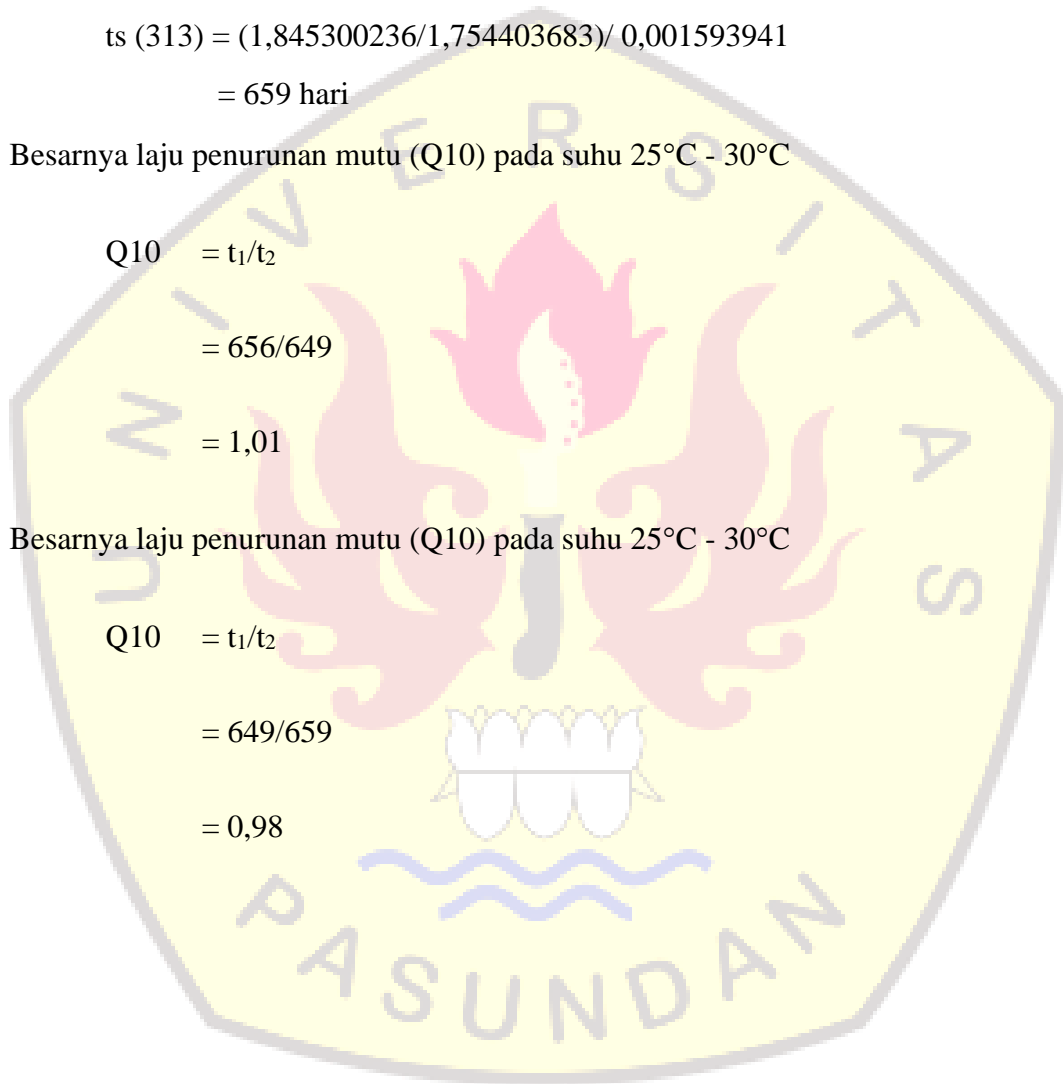 ts (313) = (1,845300236/1,754403683)/ 0,001593941
= 659 hari
Besarnya laju penurunan mutu (Q10) pada suhu 25°C - 30°C
Q10 = t₁/t₂
= 656/649
= 1,01
Besarnya laju penurunan mutu (Q10) pada suhu 25°C - 30°C
Q10 = t₁/t₂
= 649/659
= 0,98
UNIVERSITAS
PASUNDAN